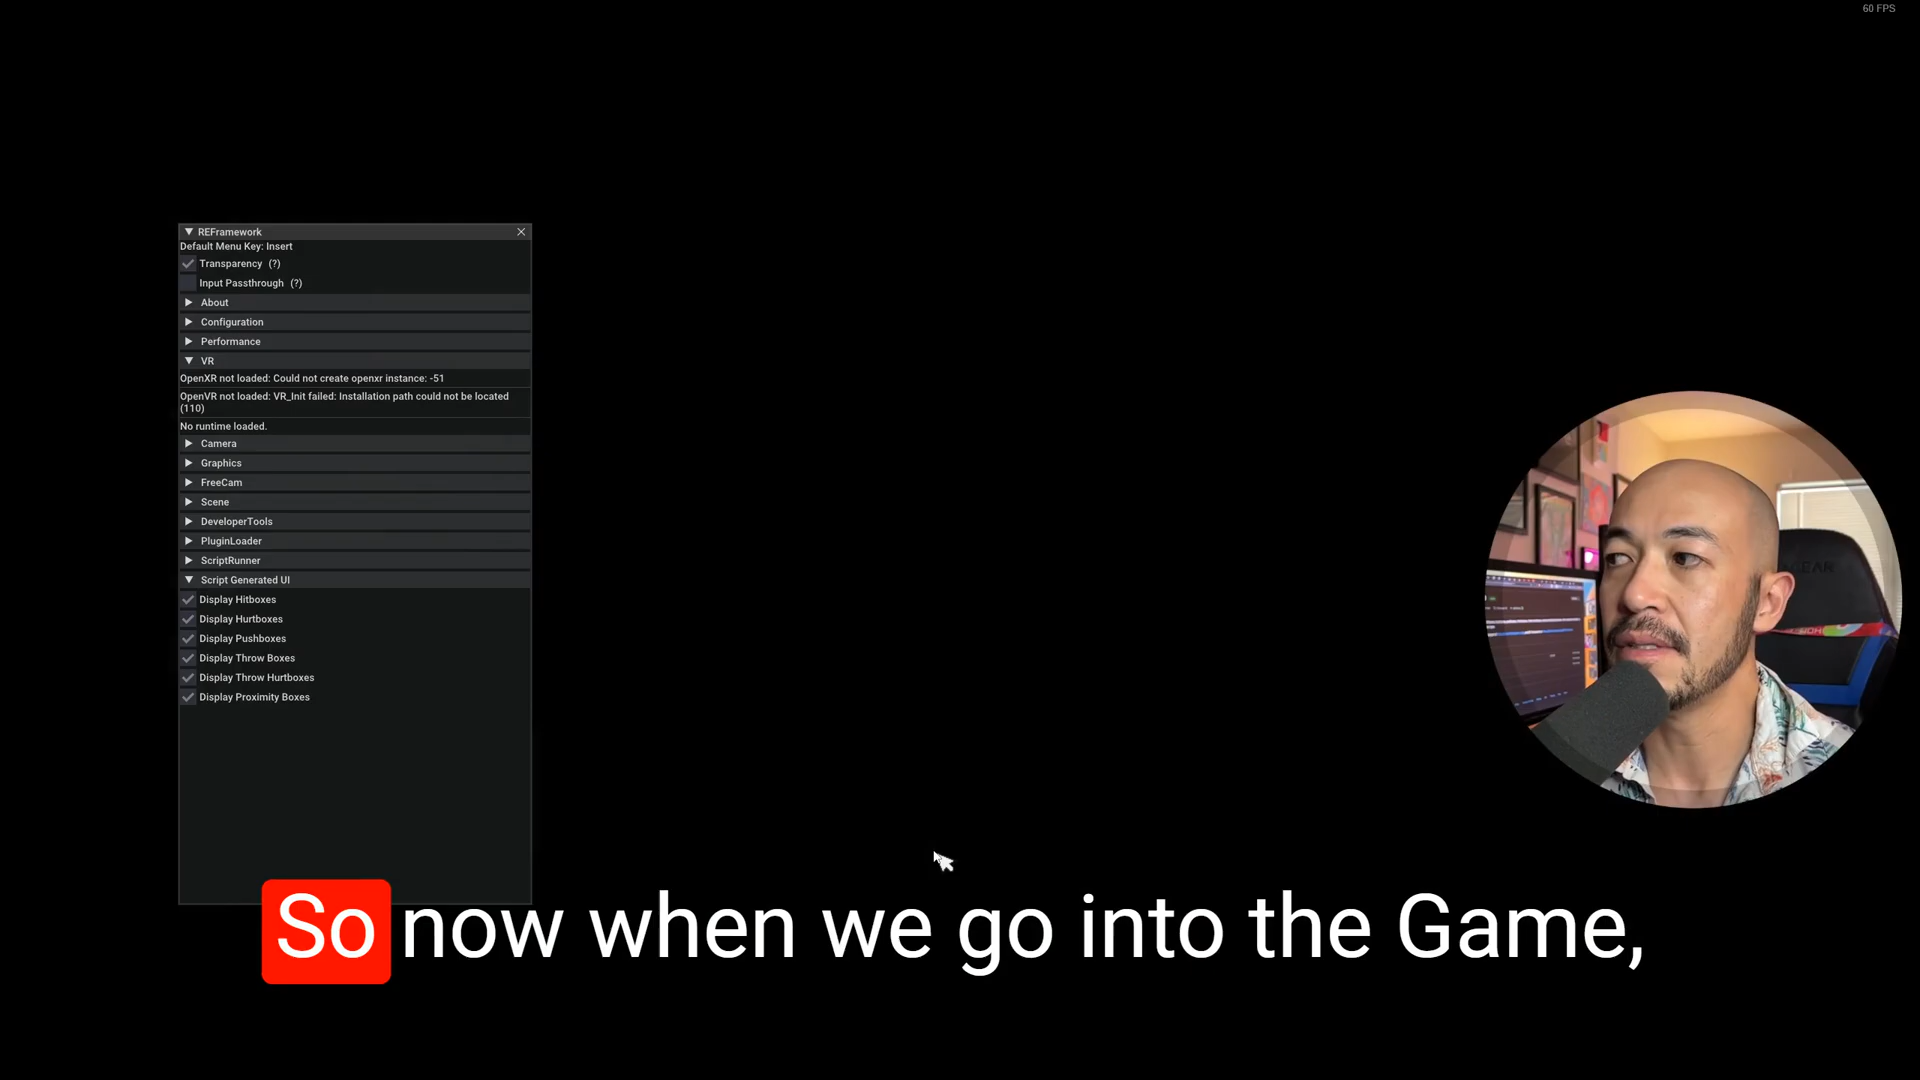 60 FPS
REFramework
Default Menu Key: Insert
Transparency (?)
Input Passthrough (?)
About
Configuration
Performance
VR
OpenXR not loaded: Could not create openxr instance: -51
OpenVR not loaded: VR_Init failed: Installation path could not be located
(110)
No runtime loaded.
Camera
Graphics
FreeCam
Scene
DeveloperTools
PluginLoader
ScriptRunner
Script Generated UI
Display Hitboxes
Display Hurtboxes
Display Pushboxes
Display Throw Boxes
Display Throw Hurtboxes
Display Proximity Boxes
So now when we go into the Game,